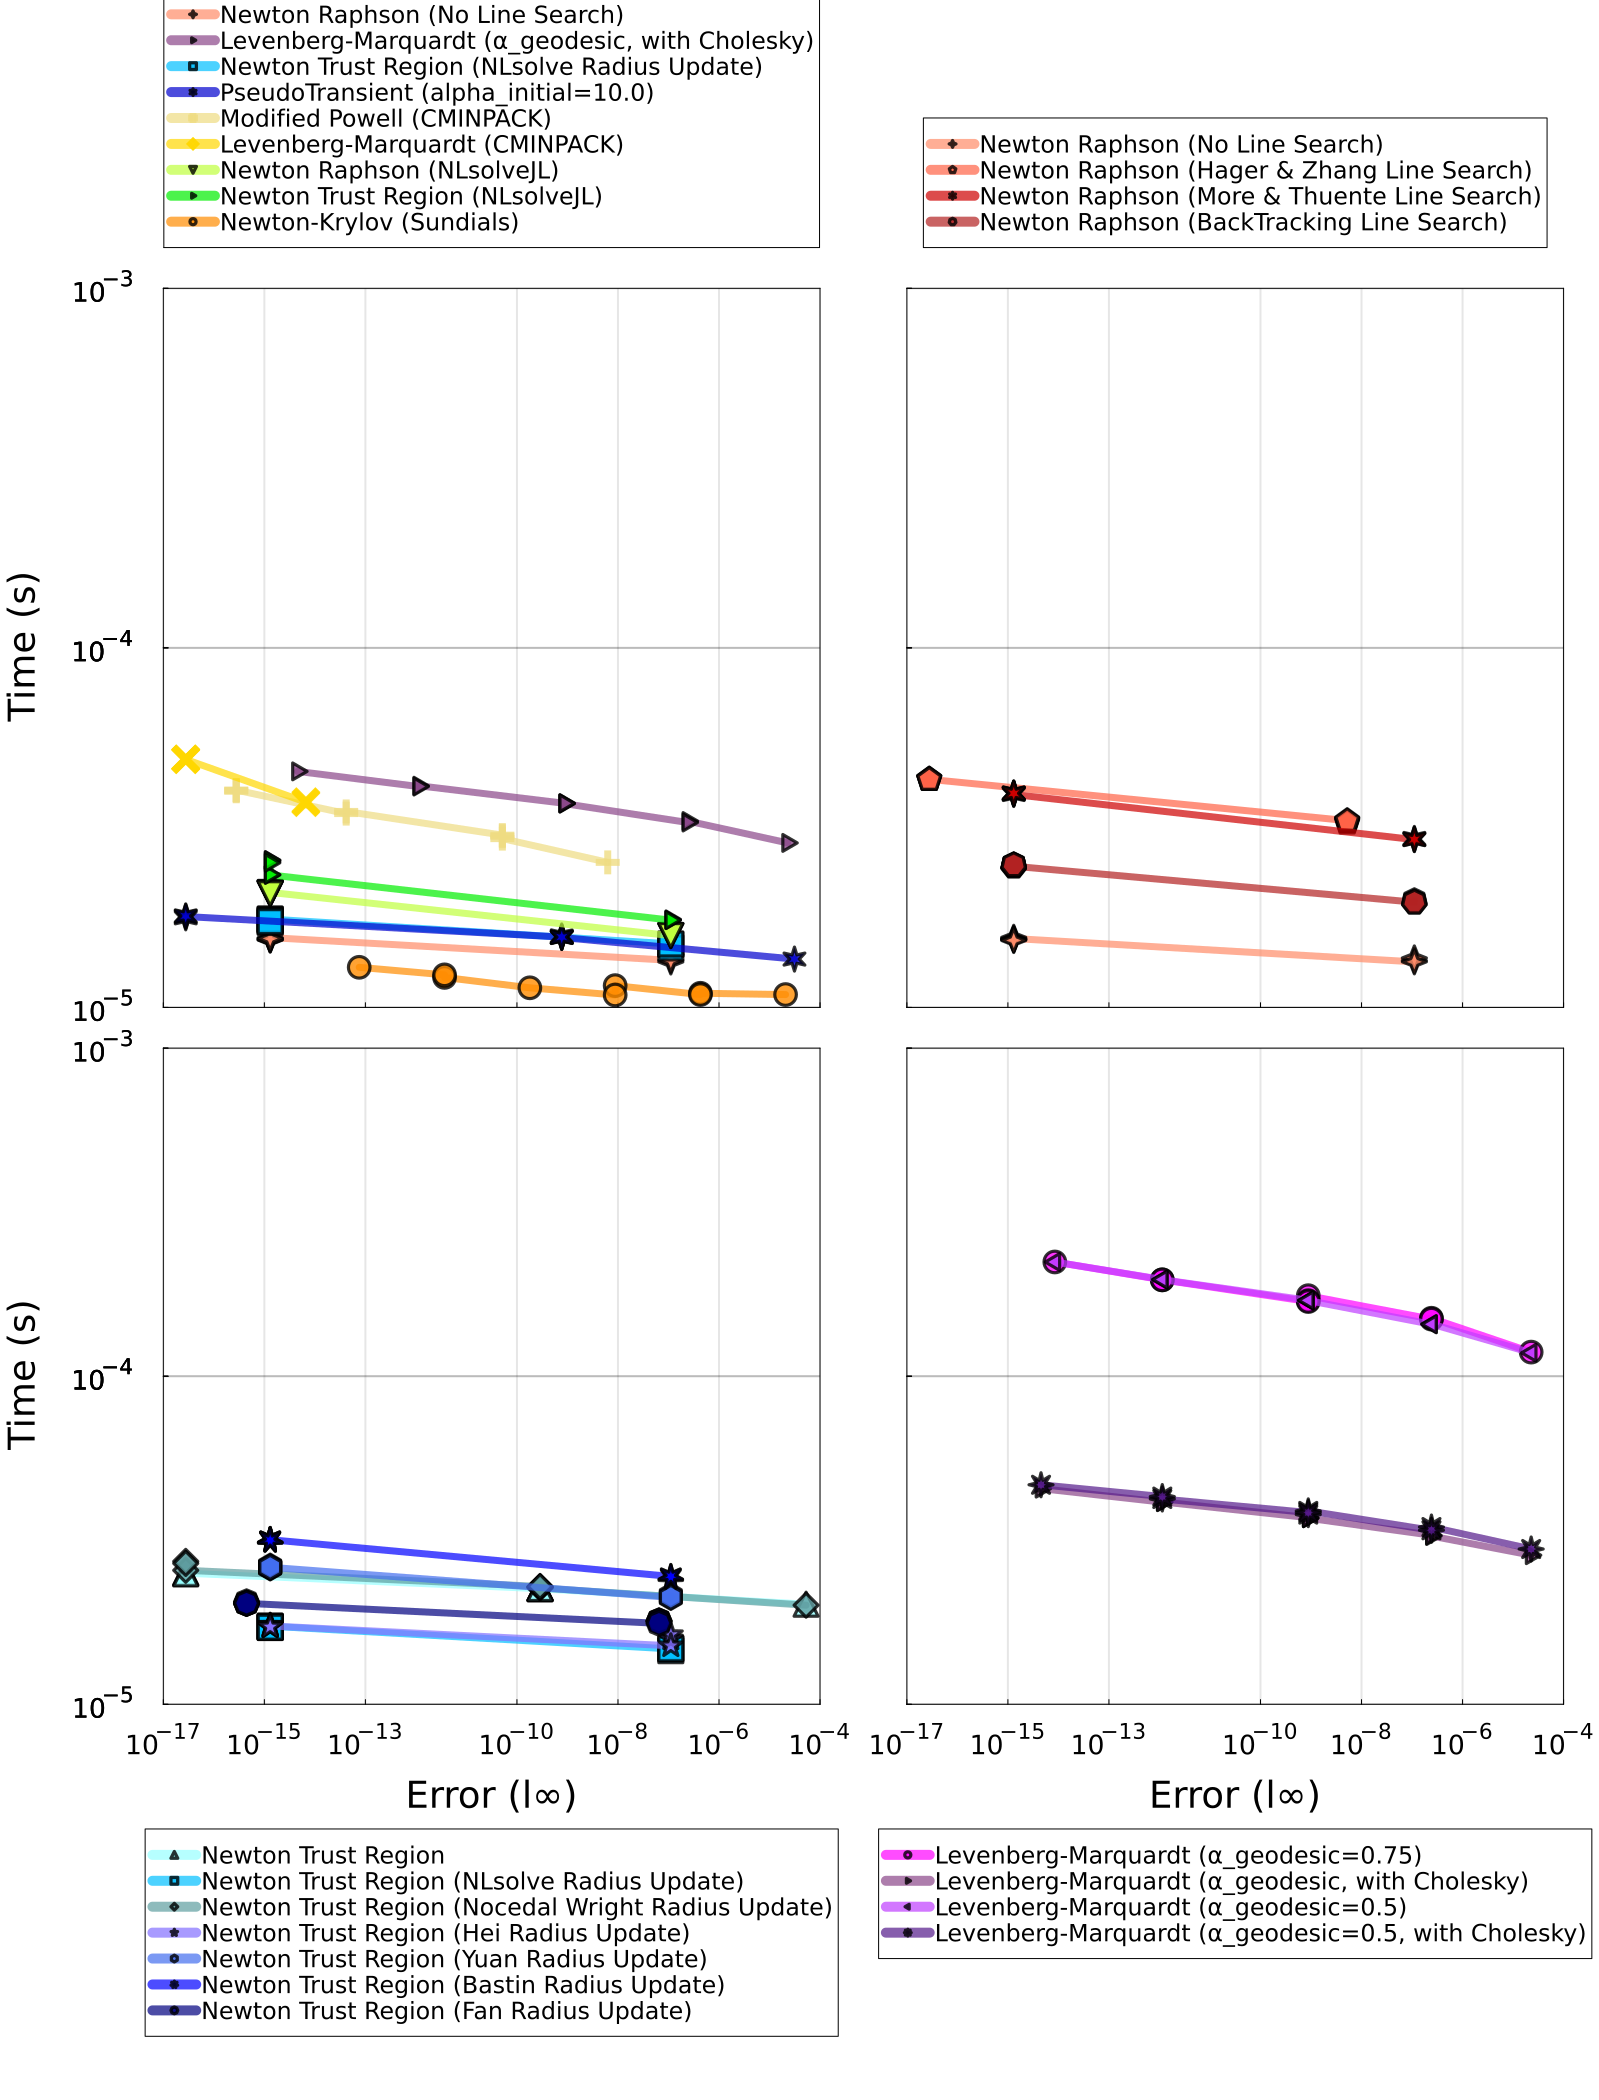 Newton Raphson (No Line Search)
Levenberg-Marquardt (α_geodesic, with Cholesky)
Newton Trust Region (NLsolve Radius Update)
PseudoTransient (alpha_initial=10.0)
Modified Powell (CMINPACK)
Levenberg-Marquardt (CMINPACK)
Newton Raphson (NLsolveJL)
Newton Trust Region (NLsolveJL)
Newton-Krylov (Sundials)
Newton Raphson (No Line Search)
Newton Raphson (Hager & Zhang Line Search)
Newton Raphson (More & Thuente Line Search)
Newton Raphson (BackTracking Line Search)
10⁻³
10⁻⁴
10⁻⁵
Time (s)
10⁻³
10⁻⁴
10⁻⁵
Time (s)
10⁻¹⁷ 10⁻¹⁵ 10⁻¹³ 10⁻¹⁰ 10⁻⁸ 10⁻⁶ 10⁻⁴
Error (l∞)
10⁻¹⁷ 10⁻¹⁵ 10⁻¹³ 10⁻¹⁰ 10⁻⁸ 10⁻⁶ 10⁻⁴
Error (l∞)
Newton Trust Region
Newton Trust Region (NLsolve Radius Update)
Newton Trust Region (Nocedal Wright Radius Update)
Newton Trust Region (Hei Radius Update)
Newton Trust Region (Yuan Radius Update)
Newton Trust Region (Bastin Radius Update)
Newton Trust Region (Fan Radius Update)
Levenberg-Marquardt (α_geodesic=0.75)
Levenberg-Marquardt (α_geodesic, with Cholesky)
Levenberg-Marquardt (α_geodesic=0.5)
Levenberg-Marquardt (α_geodesic=0.5, with Cholesky)